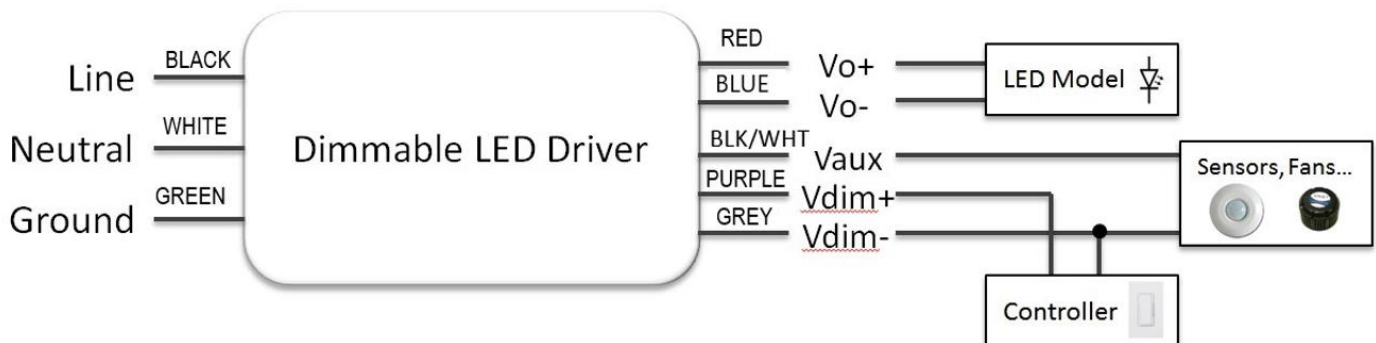 Line
BLACK
Neutral
WHITE
Ground
GREEN
Dimmable LED Driver
RED
Vo+
BLUE
Vo-
BLK/WHT
Vaux
PURPLE
Vdim+
GREY
Vdim-
LED Model
Sensors, Fans...
Controller